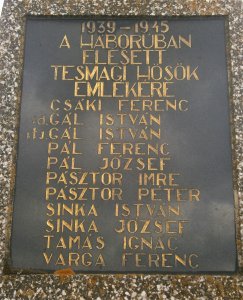 1939-1945
A HÁBORÚBAN
ELESETT
TESMAGI HŐSÖK
EMLÉKÉRE
CSÁKI FERENC
id. GÁL ISTVÁN
ifj. GÁL ISTVÁN
PÁL FERENC
PÁL JÓZSEF
PÁSZTOR IMRE
PÁSZTOR PÉTER
SINKA ISTVÁN
SINKA JÓZSEF
TAMÁS IGNÁC
VARGA FERENC